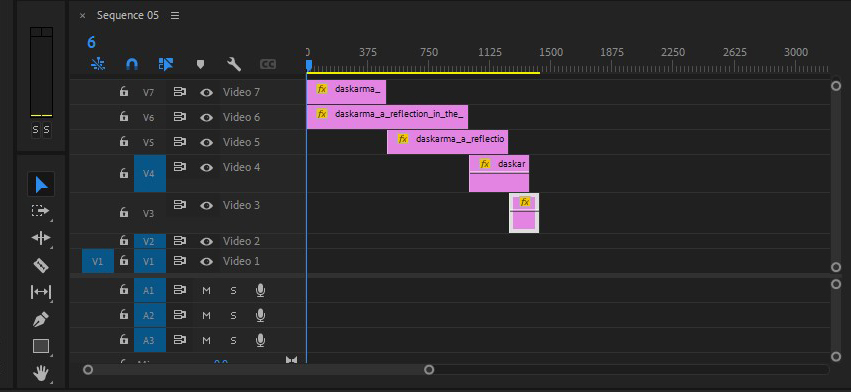 × Sequence 05
6
0 375 750 1125 1500 1875 2250 2625 3000
CC
V7 Video 7 fx daskarma_
V6 Video 6 fx daskarma_a_reflection_in_the_
V5 Video 5 fx daskarma_a_reflectio
V4 Video 4 fx daskar
V3 Video 3 fx
V2 Video 2
V1 V1 Video 1
S S
A1 M S
A2 M S
A3 M S